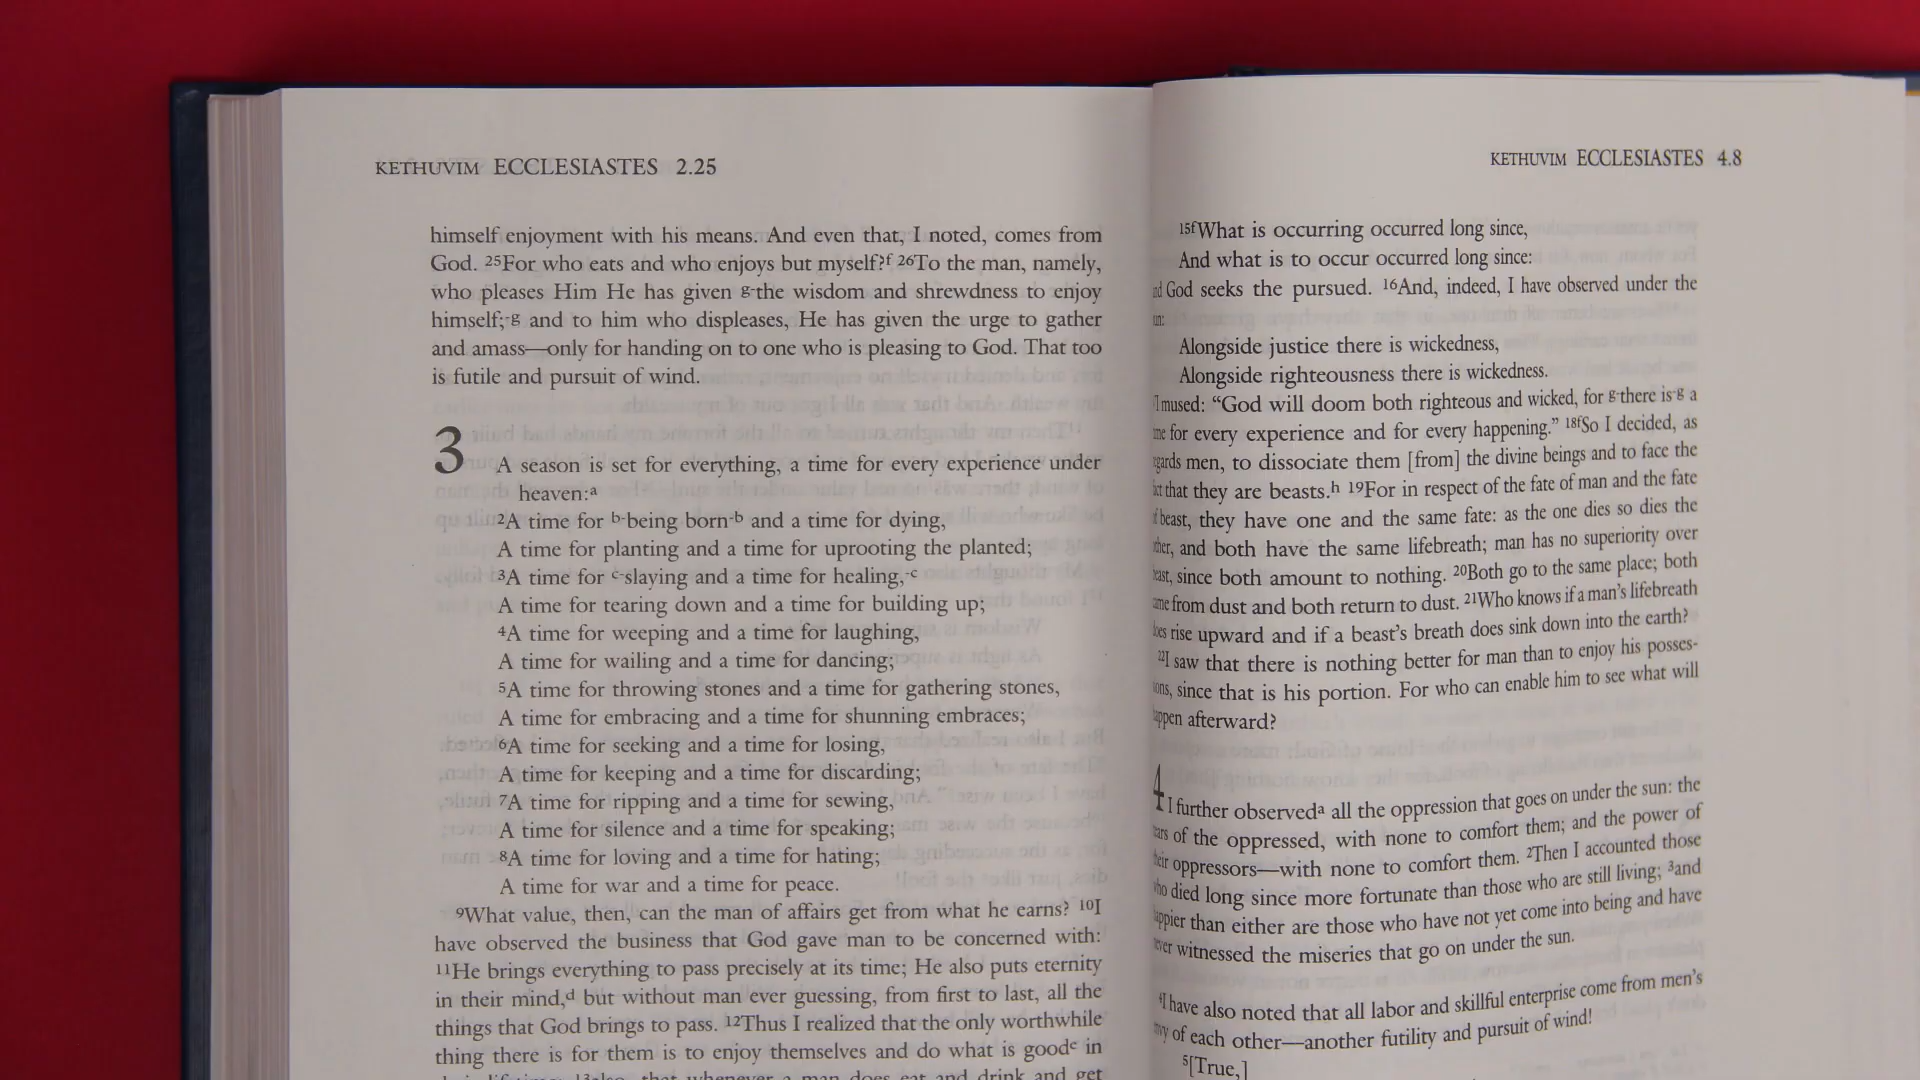 KETHUVIM ECCLESIASTES 2.25
himself enjoyment with his means. And even that, I noted, comes from
God. 25For who eats and who enjoys but myself?f 26To the man, namely,
who pleases Him He has given g-the wisdom and shrewdness to enjoy
himself;-g and to him who displeases, He has given the urge to gather
and amass—only for handing on to one who is pleasing to God. That too
is futile and pursuit of wind.
3
A season is set for everything, a time for every experience under
heaven:a
2A time for b-being born-b and a time for dying,
A time for planting and a time for uprooting the planted;
3A time for c-slaying and a time for healing,-c
A time for tearing down and a time for building up;
4A time for weeping and a time for laughing,
A time for wailing and a time for dancing;
5A time for throwing stones and a time for gathering stones,
A time for embracing and a time for shunning embraces;
6A time for seeking and a time for losing,
A time for keeping and a time for discarding;
7A time for ripping and a time for sewing,
A time for silence and a time for speaking;
8A time for loving and a time for hating;
A time for war and a time for peace.
9What value, then, can the man of affairs get from what he earns? 10I
have observed the business that God gave man to be concerned with:
11He brings everything to pass precisely at its time; He also puts eternity
in their mind,d but without man ever guessing, from first to last, all the
things that God brings to pass. 12Thus I realized that the only worthwhile
thing there is for them is to enjoy themselves and do what is goode in
that whenever a man does eat and drink and get
KETHUVIM ECCLESIASTES 4.8
15fWhat is occurring occurred long since,
And what is to occur occurred long since:
God seeks the pursued. 16And, indeed, I have observed under the
Alongside justice there is wickedness,
Alongside righteousness there is wickedness.
I mused: “God will doom both righteous and wicked, for g-there is-g a
for every experience and for every happening.” 18fSo I decided, as
men, to dissociate them [from] the divine beings and to face the
that they are beasts.h 19For in respect of the fate of man and the fate
beast, they have one and the same fate: as the one dies so dies the
and both have the same lifebreath; man has no superiority over
since both amount to nothing. 20Both go to the same place; both
from dust and both return to dust. 21Who knows if a man’s lifebreath
rise upward and if a beast’s breath does sink down into the earth?
22I saw that there is nothing better for man than to enjoy his posses-
since that is his portion. For who can enable him to see what will
afterward?
4
I further observeda all the oppression that goes on under the sun: the
of the oppressed, with none to comfort them; and the power of
oppressors—with none to comfort them. 2Then I accounted those
died long since more fortunate than those who are still living; 3and
than either are those who have not yet come into being and have
witnessed the miseries that go on under the sun.
4I have also noted that all labor and skillful enterprise come from men’s
of each other—another futility and pursuit of wind!
5[True,]